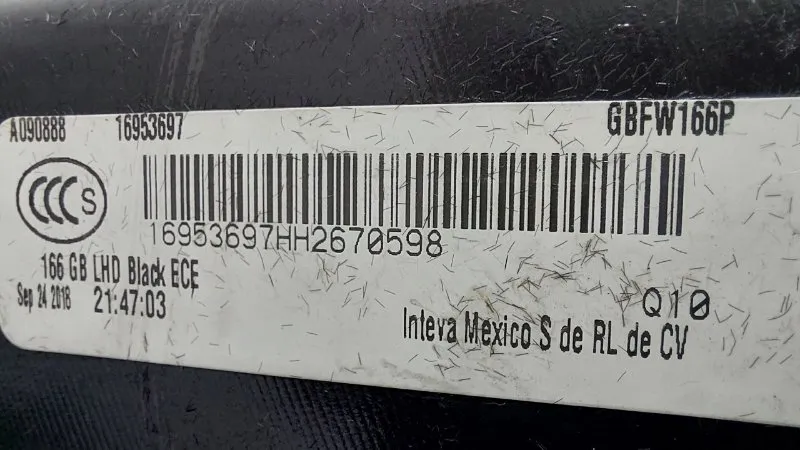 A090888 16953697 GBFW166P
CCC S
16953697HH2670598
166 GB LHD Black ECE
Sep 24 2018 21:47:03
Q10
Inteva Mexico S de RL de CV